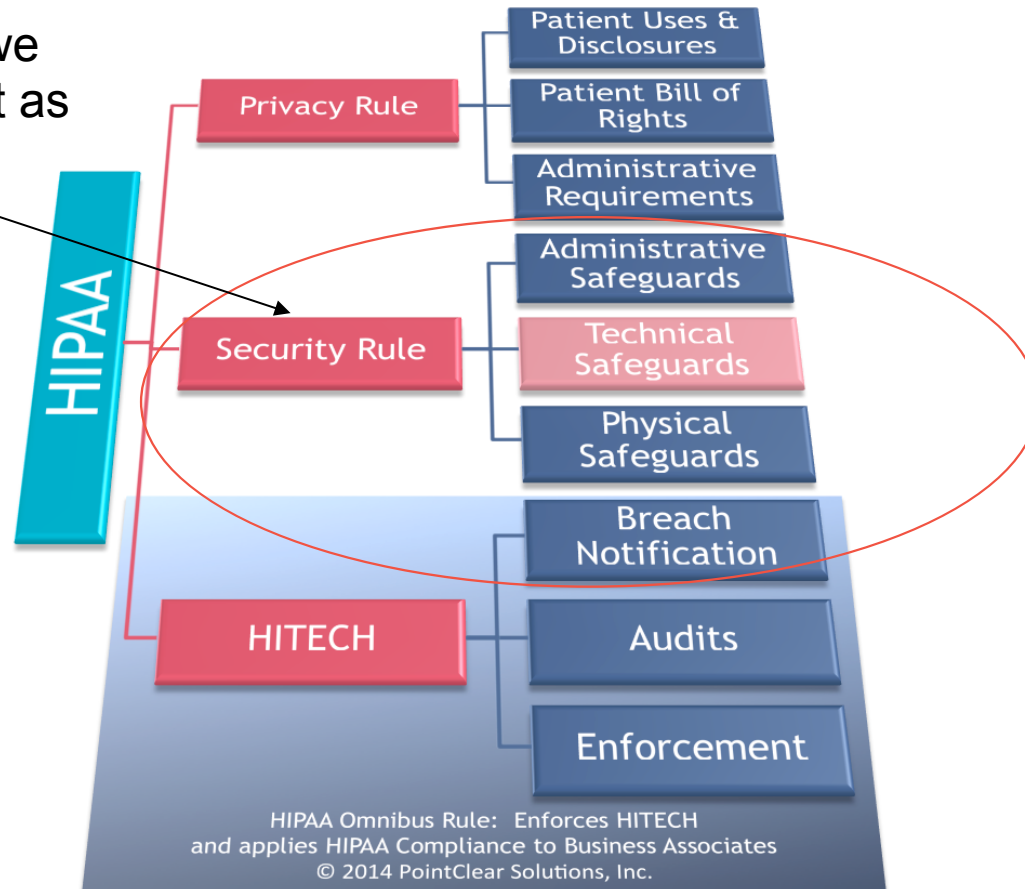 we
t as
HIPAA
Privacy Rule
Patient Uses &
Disclosures
Patient Bill of
Rights
Administrative
Requirements
Security Rule
Administrative
Safeguards
Technical
Safeguards
Physical
Safeguards
HITECH
Breach
Notification
Audits
Enforcement
HIPAA Omnibus Rule: Enforces HITECH
and applies HIPAA Compliance to Business Associates
© 2014 PointClear Solutions, Inc.